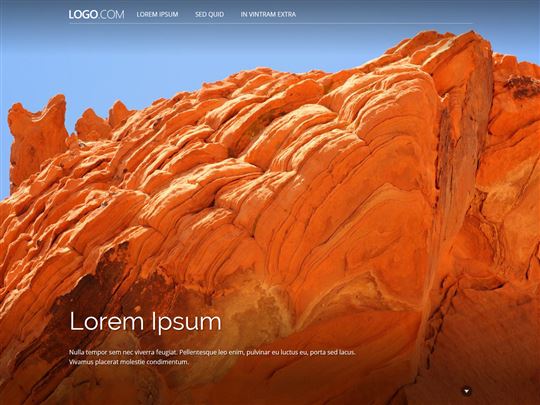 LOGO.COM
LOREM IPSUM
SED QUID
IN VINTRAM EXTRA
Lorem Ipsum
Nulla tempor sem nec viverra feugiat. Pellentesque leo enim, pulvinar eu luctus eu, porta sed lacus.
Vivamus placerat molestie condimentum.